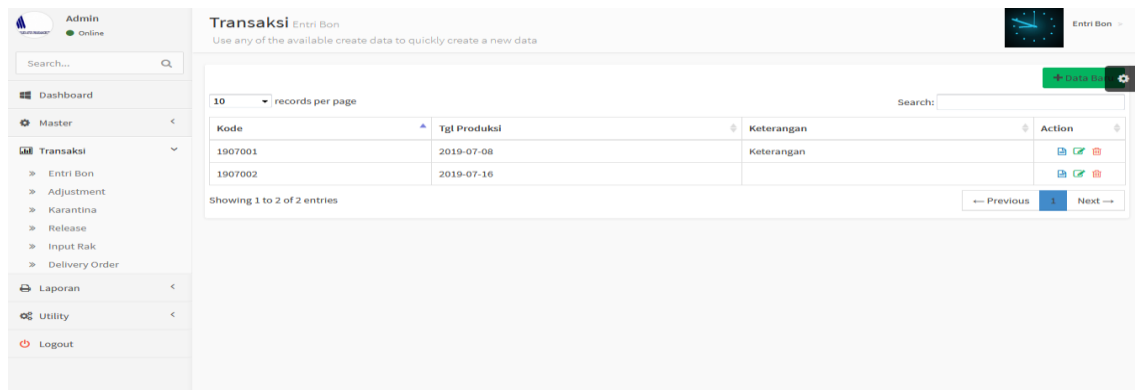 Admin
Online
Search...
Dashboard
Master
Transaksi
Entri Bon
Adjustment
Karantina
Release
Input Rak
Delivery Order
Laporan
Utility
Logout
Transaksi Entri Bon
Use any of the available create data to quickly create a new data
Entri Bon >
+ Data
10 records per page
Search:
Kode Tgl Produksi Keterangan Action
1907001 2019-07-08 Keterangan
1907002 2019-07-16
Showing 1 to 2 of 2 entries
← Previous 1 Next →